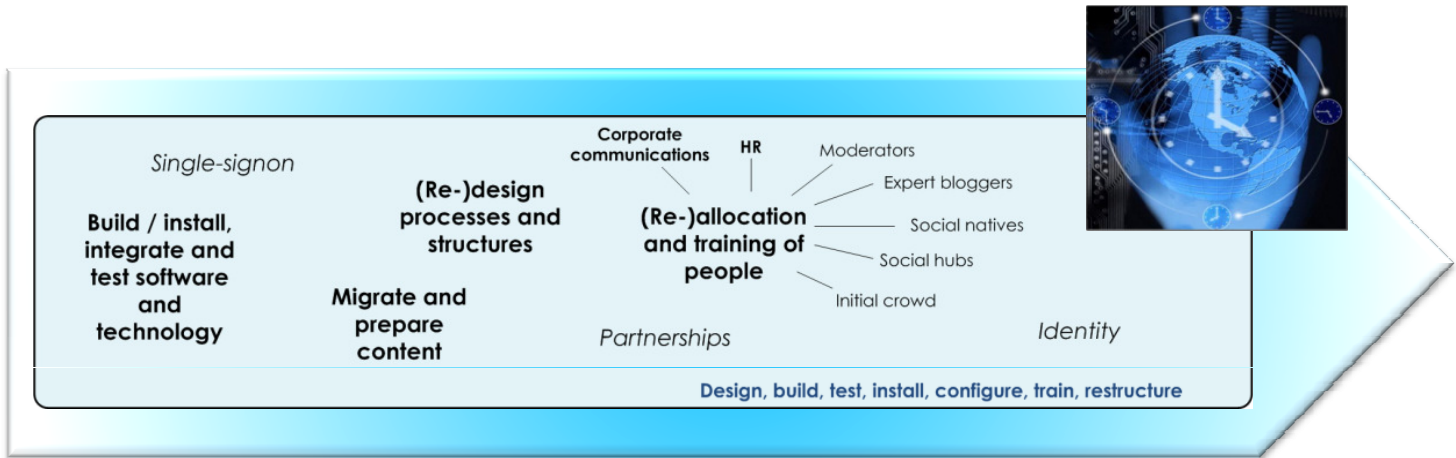 Single-signon
Build / install,
integrate and
test software
and
technology
(Re-)design
processes and
structures
Migrate and
prepare
content
Corporate
communications
HR
Moderators
Expert bloggers
Social natives
Social hubs
Initial crowd
(Re-)allocation
and training of
people
Partnerships
Identity
Design, build, test, install, configure, train, restructure